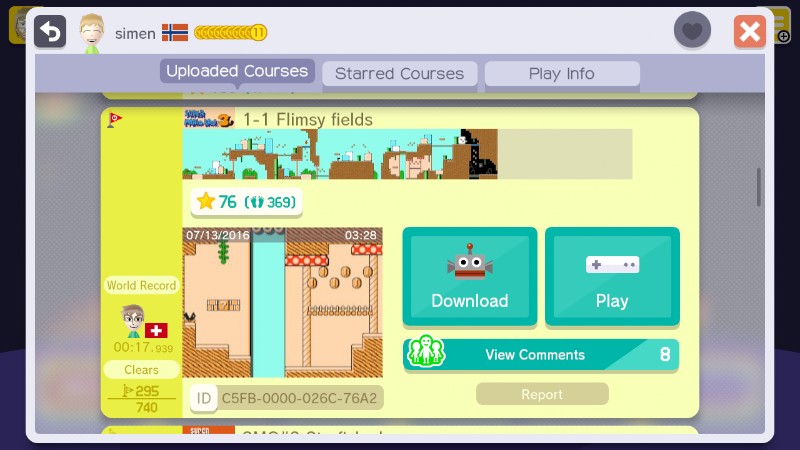 simen 11
Uploaded Courses
Starred Courses
Play Info
1-1 Flimsy fields
76 (369)
07/13/2016 03:28
World Record
00:17.939
Clears
295
740
Download
Play
View Comments 8
ID C5FB-0000-026C-76A2
Report